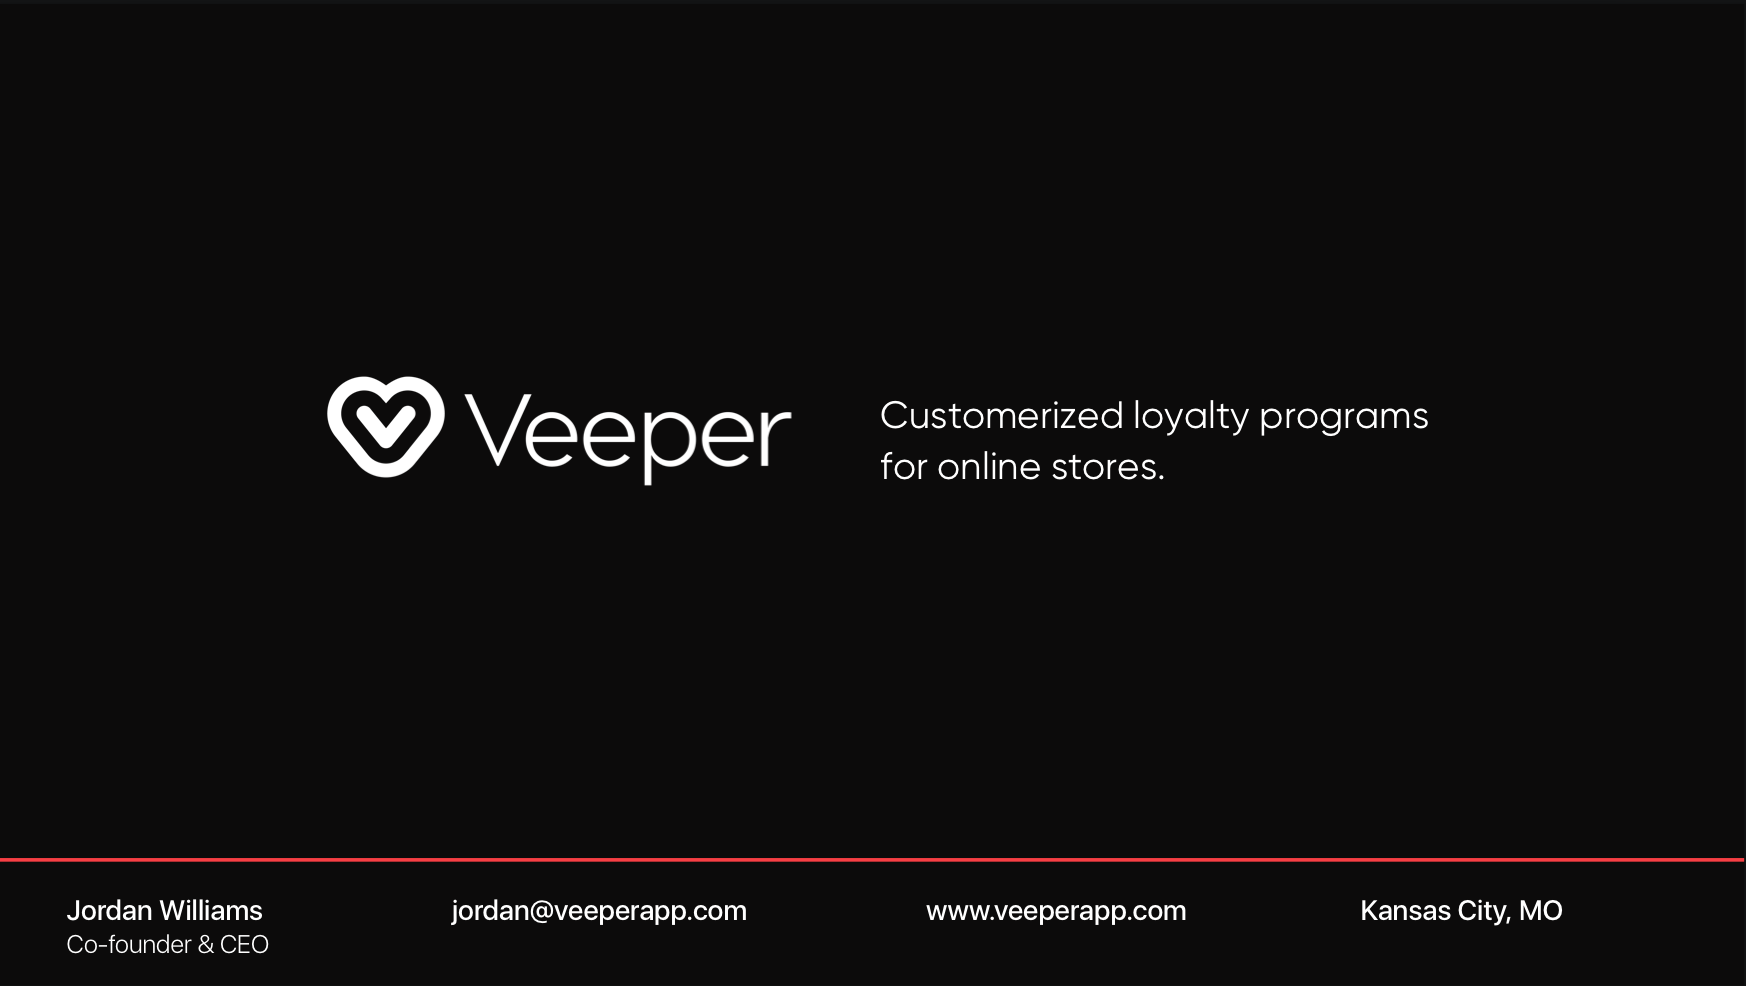 Veeper
Customerized loyalty programs
for online stores.
Jordan Williams
Co-founder & CEO
jordan@veeperapp.com
www.veeperapp.com
Kansas City, MO